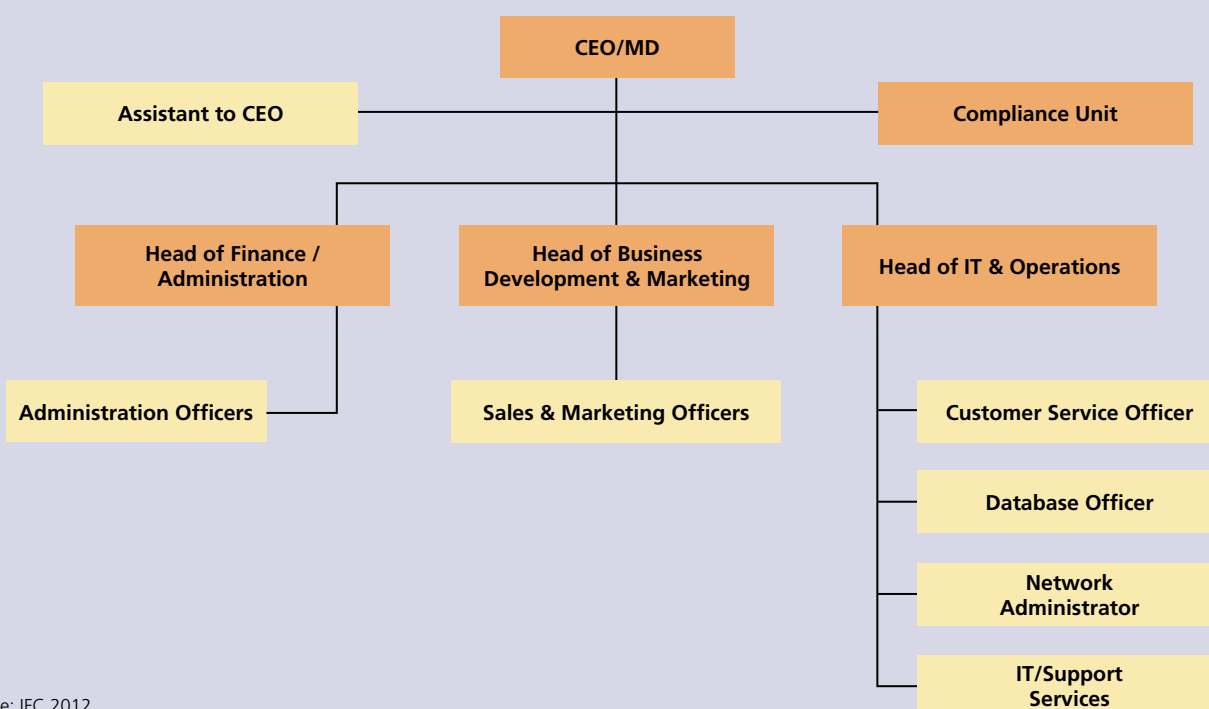 CEO/MD
Assistant to CEO
Compliance Unit
Head of Finance /
Administration
Head of Business
Development & Marketing
Head of IT & Operations
Administration Officers
Sales & Marketing Officers
Customer Service Officer
Database Officer
Network
Administrator
IT/Support
Services
e: IFC 2012